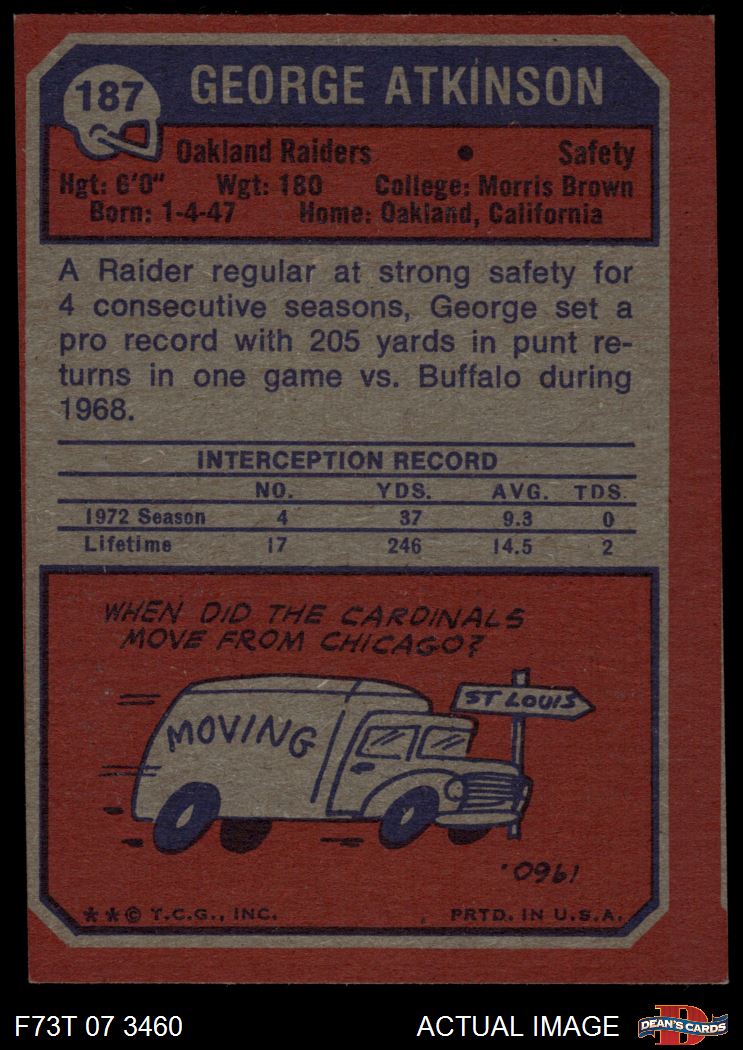 187
GEORGE ATKINSON
Oakland Raiders • Safety
Hgt: 6'0" Wgt: 180 College: Morris Brown
Born: 1-4-47 Home: Oakland, California
A Raider regular at strong safety for
4 consecutive seasons, George set a
pro record with 205 yards in punt re-
turns in one game vs. Buffalo during
1968.
INTERCEPTION RECORD
NO. YDS. AVG. TDS.
1972 Season 4 37 9.3 0
Lifetime 17 246 14.5 2
WHEN DID THE CARDINALS
MOVE FROM CHICAGO?
ST LOUIS
MOVING
1960.
**© T.C.G., INC. PRTD. IN U.S.A.
F73T 07 3460 ACTUAL IMAGE
D
DEAN'S CARDS